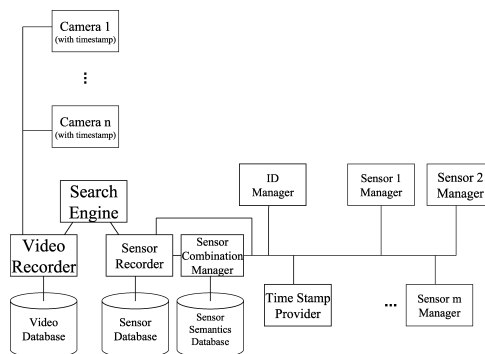 Camera 1
(with timestamp)
...
Camera n
(with timestamp)
ID
Manager
Sensor 1
Manager
Sensor 2
Manager
Search
Engine
Video
Recorder
Sensor
Recorder
Sensor
Combination
Manager
Time Stamp
Provider
...
Sensor m
Manager
Video
Database
Sensor
Database
Sensor
Semantics
Database